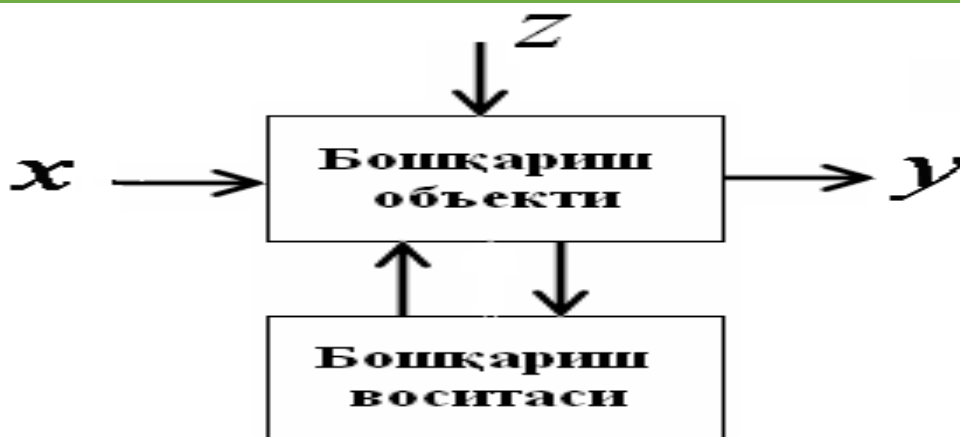 z
x
Бошқариш
объекти
y
Бошқариш
воситаси